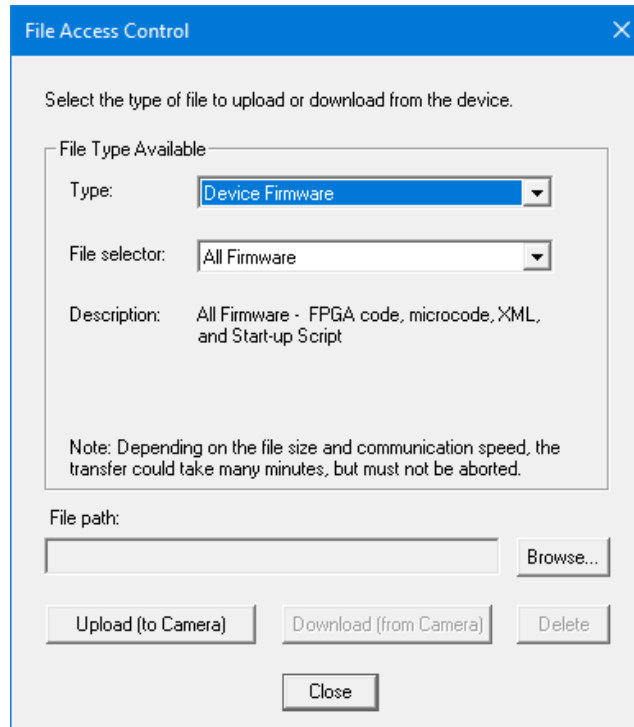 File Access Control
Select the type of file to upload or download from the device.
File Type Available
Type: Device Firmware
File selector: All Firmware
Description: All Firmware - FPGA code, microcode, XML,
and Start-up Script
Note: Depending on the file size and communication speed, the
transfer could take many minutes, but must not be aborted.
File path:
Browse...
Upload (to Camera) Download (from Camera) Delete
Close